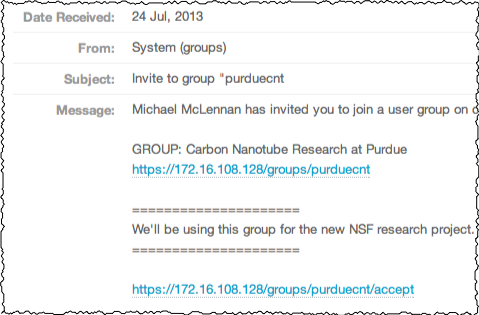 Date Received: 24 Jul, 2013
From: System (groups)
Subject: Invite to group "purduecnt
Message: Michael McLennan has invited you to join a user group on
GROUP: Carbon Nanotube Research at Purdue
https://172.16.108.128/groups/purduecnt
=====================
We'll be using this group for the new NSF research project.
=====================
https://172.16.108.128/groups/purduecnt/accept